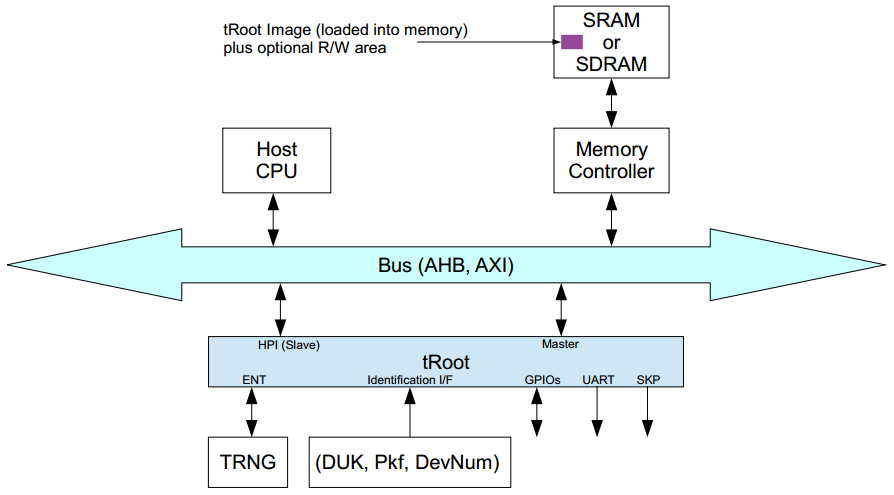 tRoot Image (loaded into memory)
plus optional R/W area
SRAM
or
SDRAM
Host
CPU
Memory
Controller
Bus (AHB, AXI)
HPI (Slave)
Master
tRoot
ENT
Identification I/F
GPIOs
UART
SKP
TRNG
(DUK, Pkf, DevNum)